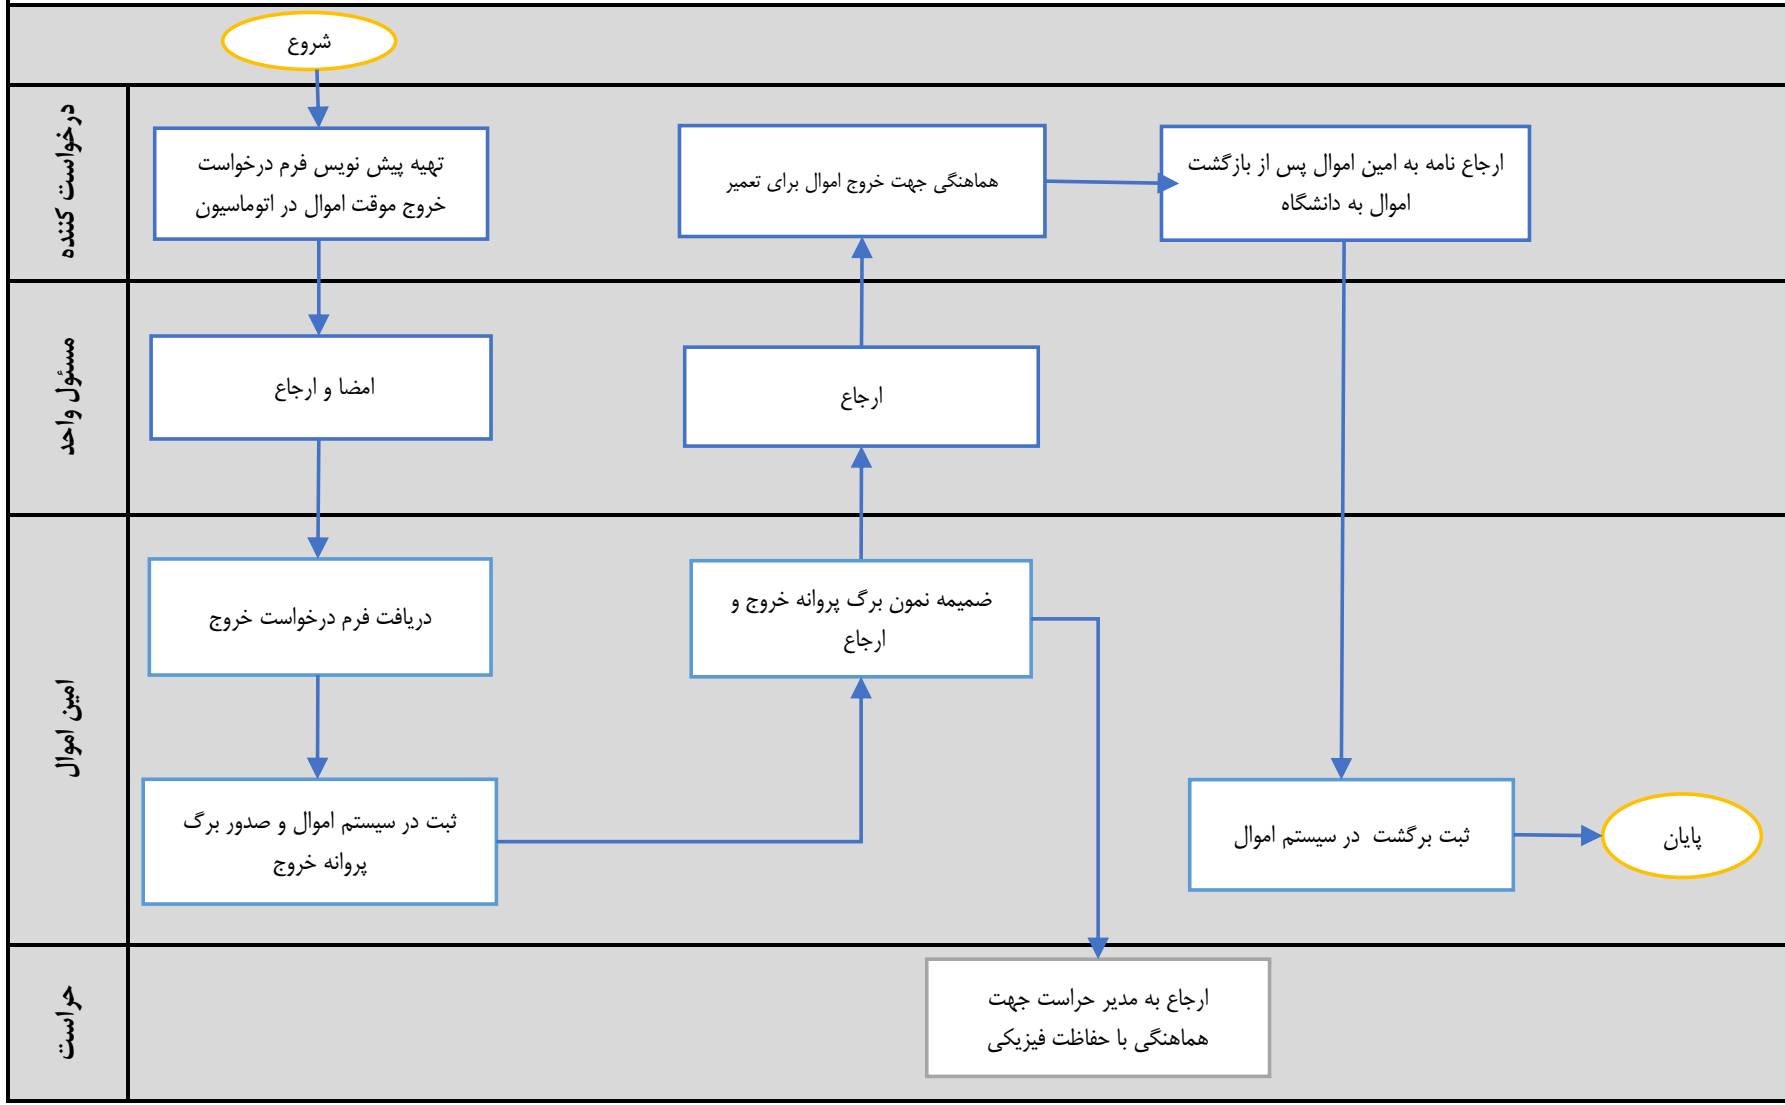 شروع
درخواست کننده
تهیه پیش نویس فرم درخواست
خروج موقت اموال در اتوماسیون
هماهنگی جهت خروج اموال برای تعمیر
ارجاع نامه به امین اموال پس از بازگشت
اموال به دانشگاه
مسئول واحد
امضا و ارجاع
ارجاع
امین اموال
دریافت فرم درخواست خروج
ضمیمه نمون برگ پروانه خروج و
ارجاع
ثبت در سیستم اموال و صدور برگ
پروانه خروج
ثبت برگشت  در سیستم اموال
پایان
حراست
ارجاع به مدیر حراست جهت
هماهنگی با حفاظت فیزیکی